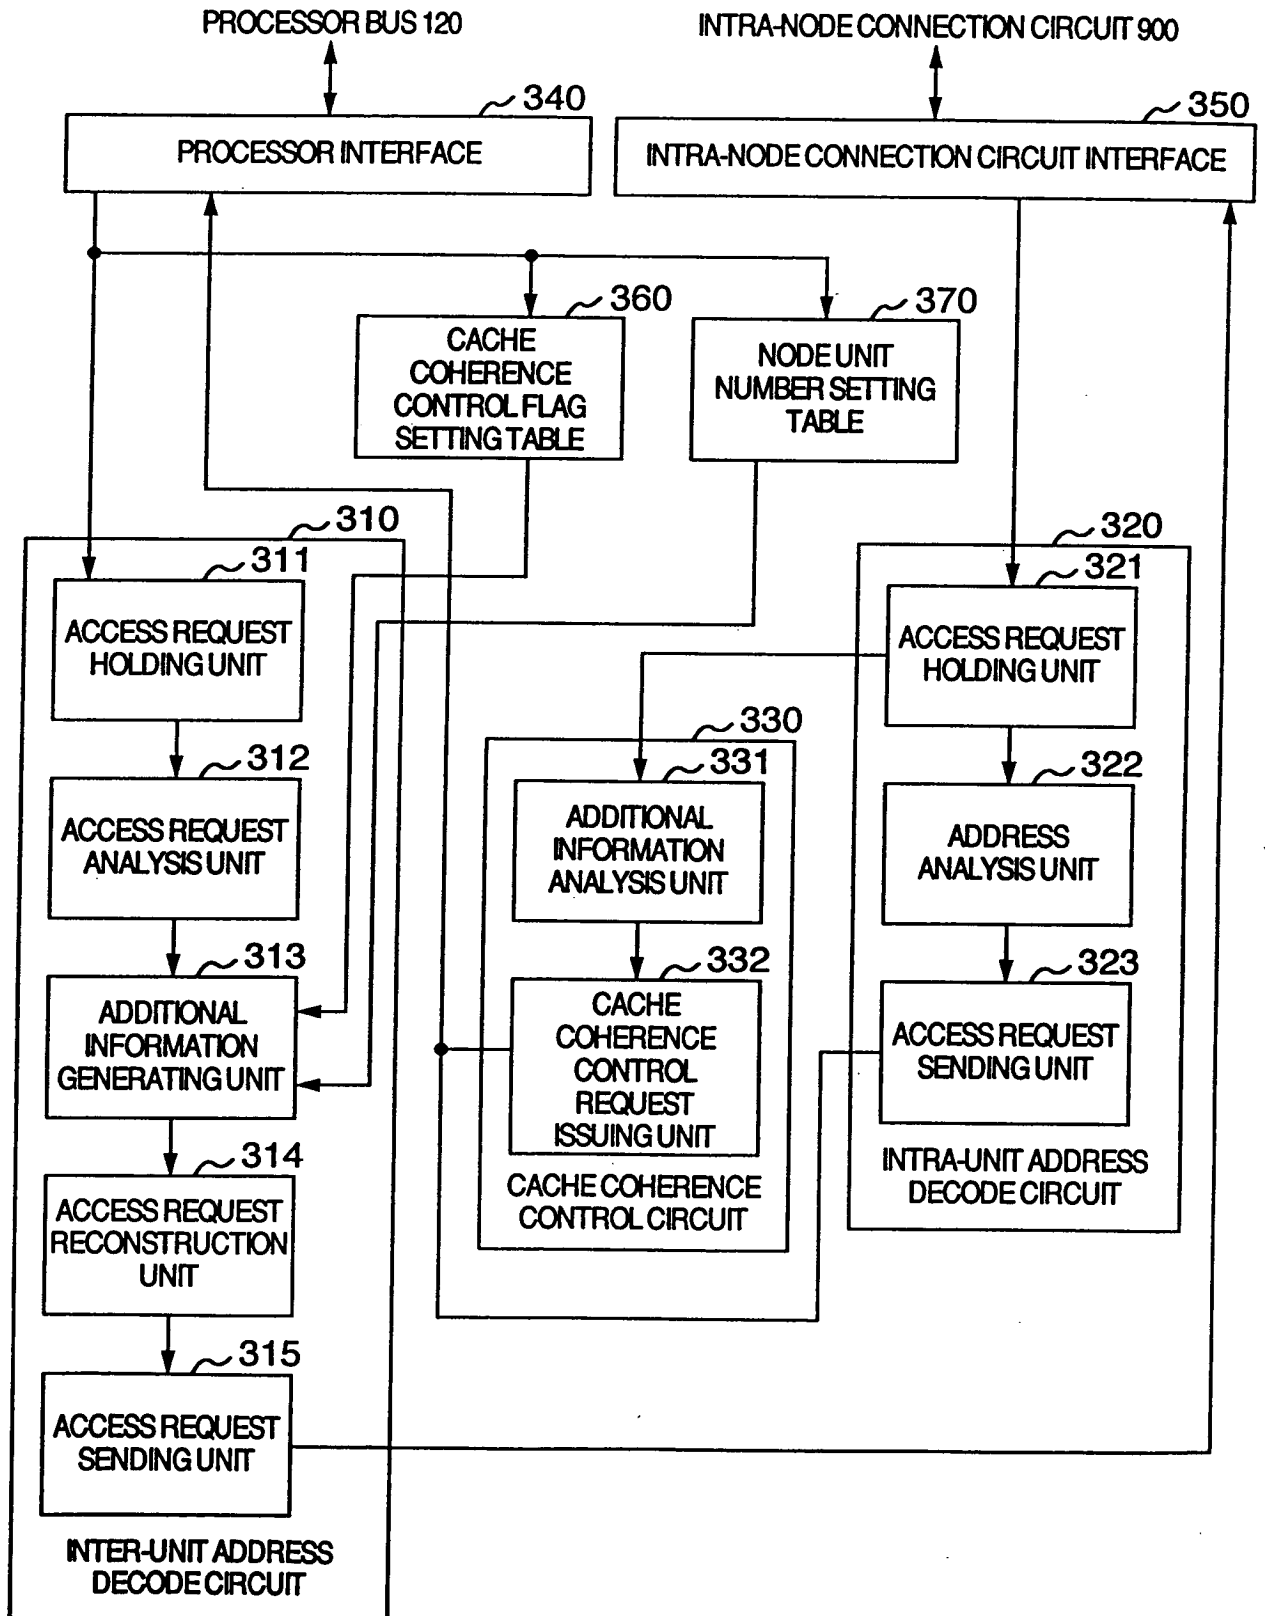 PROCESSOR BUS 120
INTRA-NODE CONNECTION CIRCUIT 900
340
350
PROCESSOR INTERFACE
INTRA-NODE CONNECTION CIRCUIT INTERFACE
360
370
CACHE
COHERENCE
CONTROL FLAG
SETTING TABLE
NODE UNIT
NUMBER SETTING
TABLE
310
311
ACCESS REQUEST
HOLDING UNIT
312
ACCESS REQUEST
ANALYSIS UNIT
313
ADDITIONAL
INFORMATION
GENERATING UNIT
314
ACCESS REQUEST
RECONSTRUCTION
UNIT
315
ACCESS REQUEST
SENDING UNIT
INTER-UNIT ADDRESS
DECODE CIRCUIT
330
331
ADDITIONAL
INFORMATION
ANALYSIS UNIT
332
CACHE
COHERENCE
CONTROL
REQUEST
ISSUING UNIT
CACHE COHERENCE
CONTROL CIRCUIT
320
321
ACCESS REQUEST
HOLDING UNIT
322
ADDRESS
ANALYSIS UNIT
323
ACCESS REQUEST
SENDING UNIT
INTRA-UNIT ADDRESS
DECODE CIRCUIT